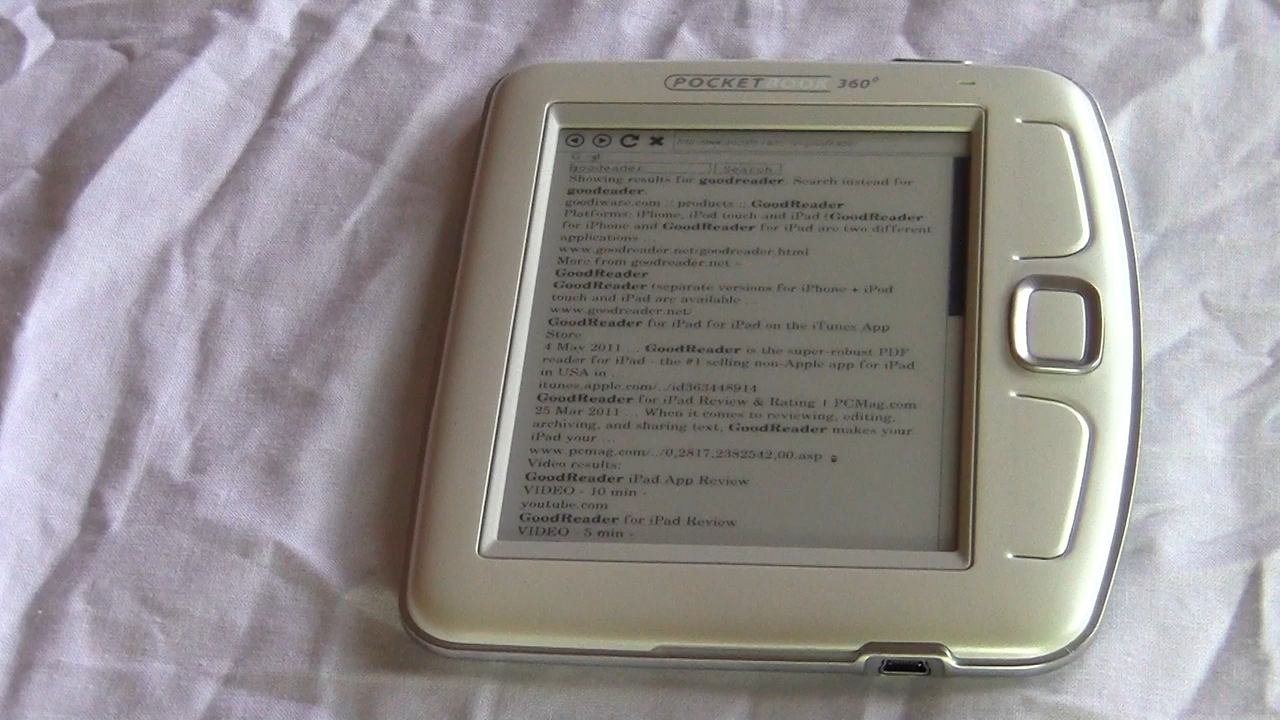 POCKETBOOK 360°
goodeader
Search
Showing results for goodreader. Search instead for
goodeader.
goodiware.com :: products :: GoodReader
Platforms: iPhone, iPod touch and iPad (GoodReader
for iPhone and GoodReader for iPad are two different
applications ...
www.goodreader.net/goodreader.html
More from goodreader.net »
GoodReader
GoodReader (separate versions for iPhone + iPod
touch and iPad are available ...
www.goodreader.net/
GoodReader for iPad for iPad on the iTunes App
Store
4 May 2011 ... GoodReader is the super-robust PDF
reader for iPad - the #1 selling non-Apple app for iPad
in USA in ...
itunes.apple.com/../id363448914
GoodReader for iPad Review & Rating | PCMag.com
25 Mar 2011 ... When it comes to reviewing, editing,
archiving, and sharing text, GoodReader makes your
iPad your ...
www.pcmag.com/../0,2817,2382542,00.asp
Video results:
GoodReader iPad App Review
VIDEO - 10 min -
youtube.com
GoodReader for iPad Review
VIDEO - 5 min -